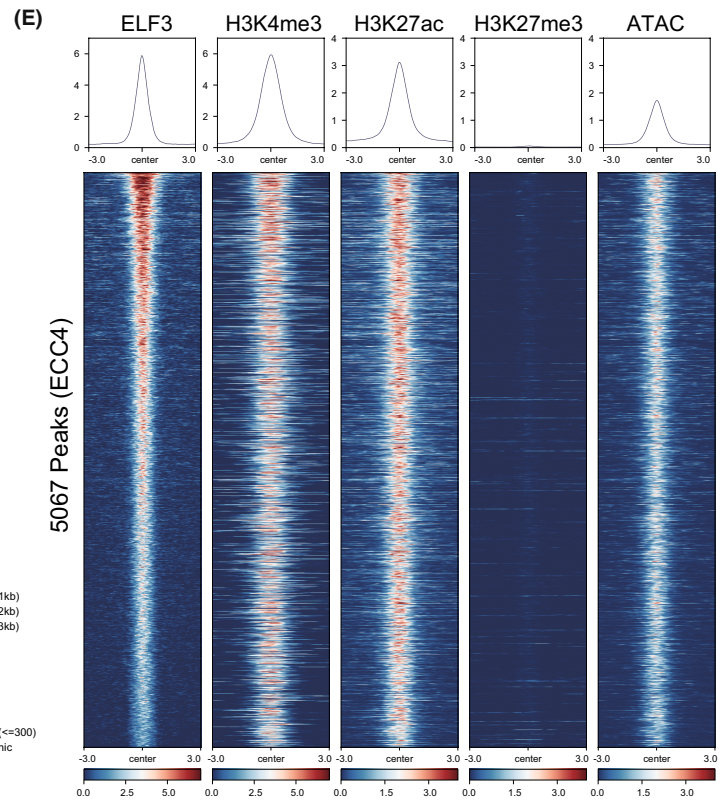 (E)
ELF3 H3K4me3 H3K27ac H3K27me3 ATAC
6 6 4 4 4
3 3 3
4 4
2 2 2
2 2
1 1 1
0 0 0 0 0
-3.0 center 3.0 -3.0 center 3.0 -3.0 center 3.0 -3.0 center 3.0 -3.0 center 3.0
5067 Peaks (ECC4)
1kb)
2kb)
3kb)
(<=300)
nic
-3.0 center 3.0 -3.0 center 3.0 -3.0 center 3.0 -3.0 center 3.0 -3.0 center 3.0
0.0 2.5 5.0 0.0 2.5 5.0 0.0 1.5 3.0 0.0 1.5 3.0 0.0 1.5 3.0